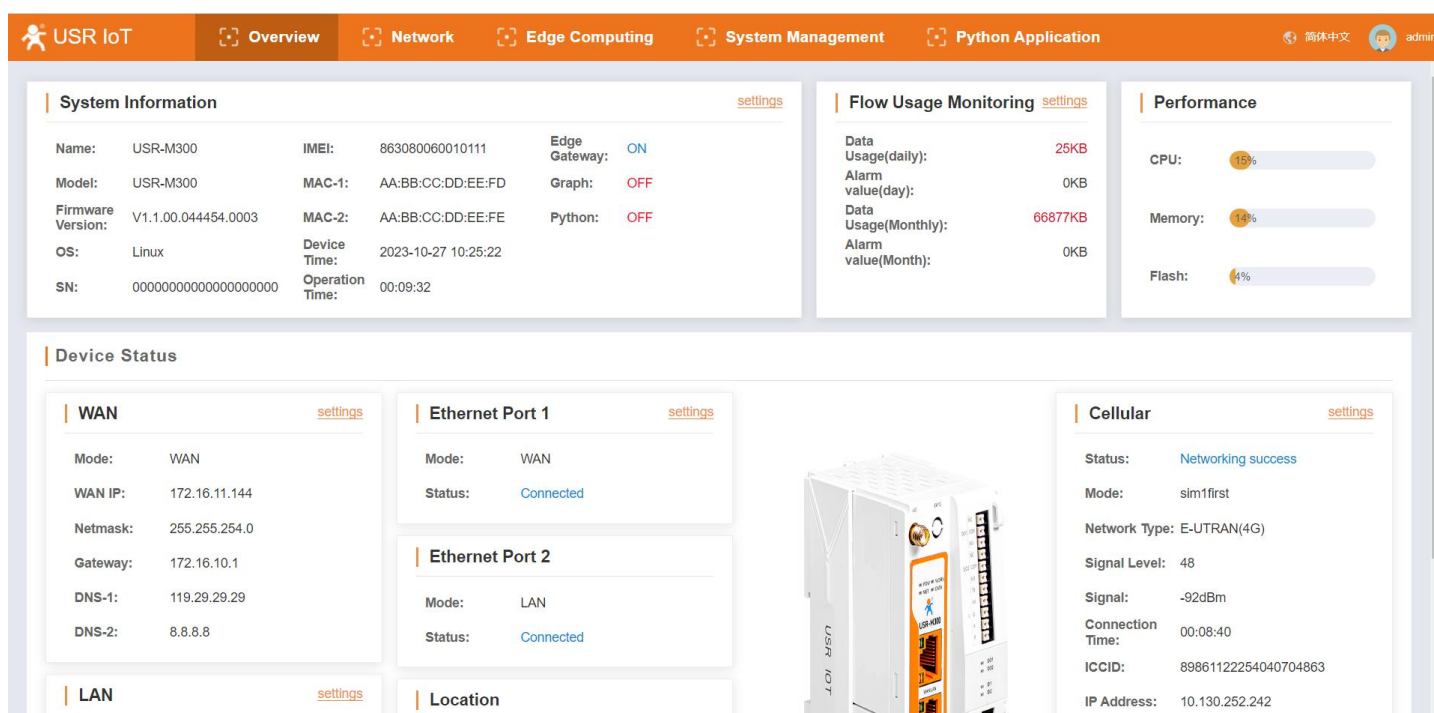 USR IoT Overview Network Edge Computing System Management Python Application 简体中文 admin
System Information settings
Name: USR-M300 IMEI: 863080060010111 Edge Gateway: ON
Model: USR-M300 MAC-1: AA:BB:CC:DD:EE:FD Graph: OFF
Firmware Version: V1.1.00.044454.0003 MAC-2: AA:BB:CC:DD:EE:FE Python: OFF
OS: Linux Device Time: 2023-10-27 10:25:22
SN: 00000000000000000000 Operation Time: 00:09:32
Flow Usage Monitoring settings
Data Usage(daily): 25KB
Alarm value(day): 0KB
Data Usage(Monthly): 66877KB
Alarm value(Month): 0KB
Performance
CPU: 15%
Memory: 14%
Flash: 4%
Device Status
WAN settings
Mode: WAN
WAN IP: 172.16.11.144
Netmask: 255.255.254.0
Gateway: 172.16.10.1
DNS-1: 119.29.29.29
DNS-2: 8.8.8.8
LAN settings
Ethernet Port 1 settings
Mode: WAN
Status: Connected
Ethernet Port 2
Mode: LAN
Status: Connected
Location
USR IOT
USR-M300
Cellular settings
Status: Networking success
Mode: sim1first
Network Type: E-UTRAN(4G)
Signal Level: 48
Signal: -92dBm
Connection Time: 00:08:40
ICCID: 89861122254040704863
IP Address: 10.130.252.242